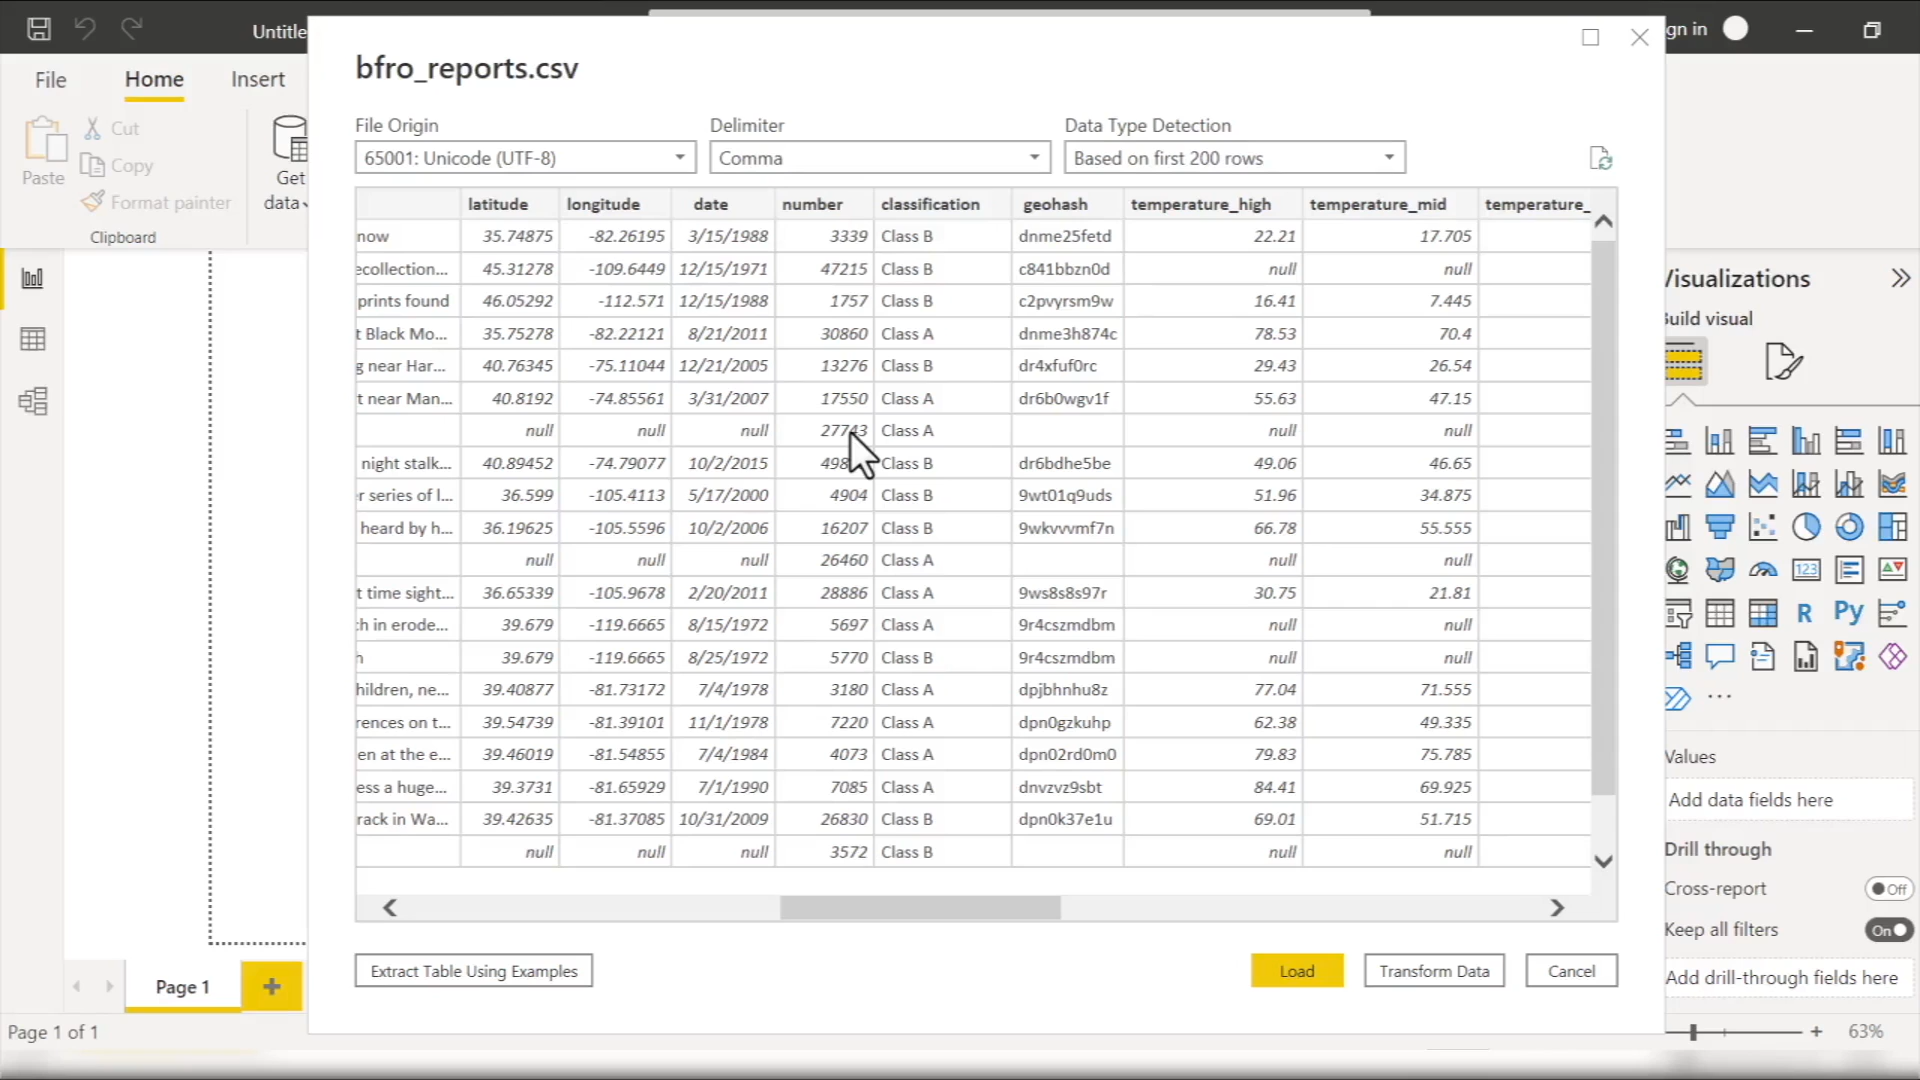 Untitle
gn in
File
Home
Insert
Paste
Cut
Copy
Format painter
Get
data
Clipboard
bfro_reports.csv
File Origin
Delimiter
Data Type Detection
65001: Unicode (UTF-8)
Comma
Based on first 200 rows
latitude longitude date number classification geohash temperature_high temperature_mid temperature_
now 35.74875 -82.26195 3/15/1988 3339 Class B dnme25fetd 22.21 17.705
ecollection... 45.31278 -109.6449 12/15/1971 47215 Class B c841bbzn0d null null
prints found 46.05292 -112.571 12/15/1988 1757 Class B c2pvyrsm9w 16.41 7.445
t Black Mo... 35.75278 -82.22121 8/21/2011 30860 Class A dnme3h874c 78.53 70.4
g near Har... 40.76345 -75.11044 12/21/2005 13276 Class B dr4xfuf0rc 29.43 26.54
t near Man... 40.8192 -74.85561 3/31/2007 17550 Class A dr6b0wgv1f 55.63 47.15
null null null 27743 Class A null null
night stalk... 40.89452 -74.79077 10/2/2015 Class B dr6bdhe5be 49.06 46.65
r series of l... 36.599 -105.4113 5/17/2000 4904 Class B 9wt01q9uds 51.96 34.875
heard by h... 36.19625 -105.5596 10/2/2006 16207 Class B 9wkvvvmf7n 66.78 55.555
null null null 26460 Class A null null
t time sight... 36.65339 -105.9678 2/20/2011 28886 Class A 9ws8s8s97r 30.75 21.81
:h in erode... 39.679 -119.6665 8/15/1972 5697 Class A 9r4cszmdbm null null
h 39.679 -119.6665 8/25/1972 5770 Class B 9r4cszmdbm null null
hildren, ne... 39.40877 -81.73172 7/4/1978 3180 Class A dpjbhnhu8z 77.04 71.555
rences on t... 39.54739 -81.39101 11/1/1978 7220 Class A dpn0gzkuhp 62.38 49.335
en at the e... 39.46019 -81.54855 7/4/1984 4073 Class A dpn02rd0m0 79.83 75.785
ess a huge... 39.3731 -81.65929 7/1/1990 7085 Class A dnvzvz9sbt 84.41 69.925
rack in Wa... 39.42635 -81.37085 10/31/2009 26830 Class B dpn0k37e1u 69.01 51.715
null null null 3572 Class B null null
Extract Table Using Examples
Load
Transform Data
Cancel
Visualizations
Build visual
123
R
Py
Values
Add data fields here
Drill through
Cross-report
Off
Keep all filters
On
Add drill-through fields here
Page 1
Page 1 of 1
63%